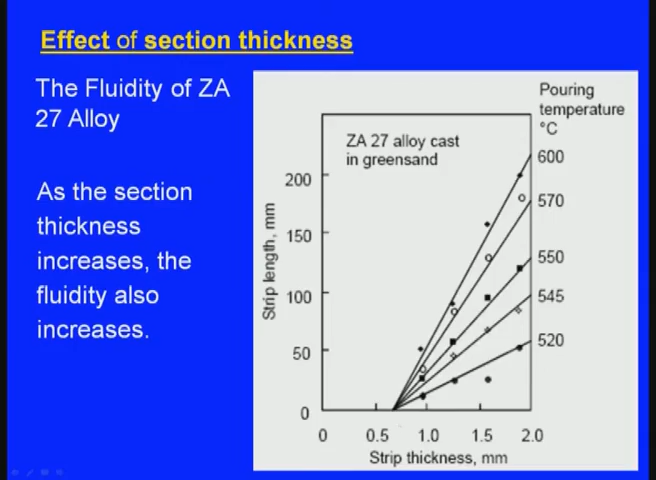 Effect of section thickness
The Fluidity of ZA
27 Alloy
As the section
thickness
increases, the
fluidity also
increases.
Pouring
temperature
°C
ZA 27 alloy cast
in greensand
600
570
550
545
520
Strip length, mm
200
150
100
50
0
0 0.5 1.0 1.5 2.0
Strip thickness, mm